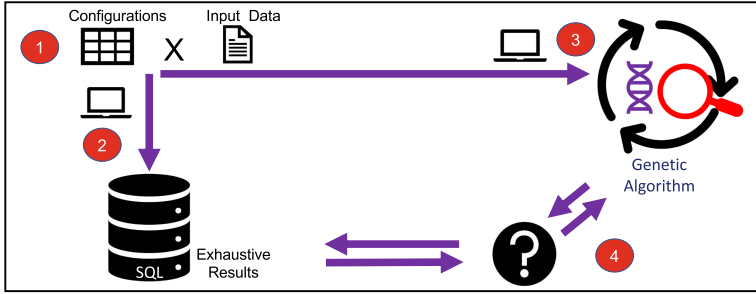 Configurations
Input Data
1
X
3
2
Genetic
Algorithm
SQL
Exhaustive
Results
?
4